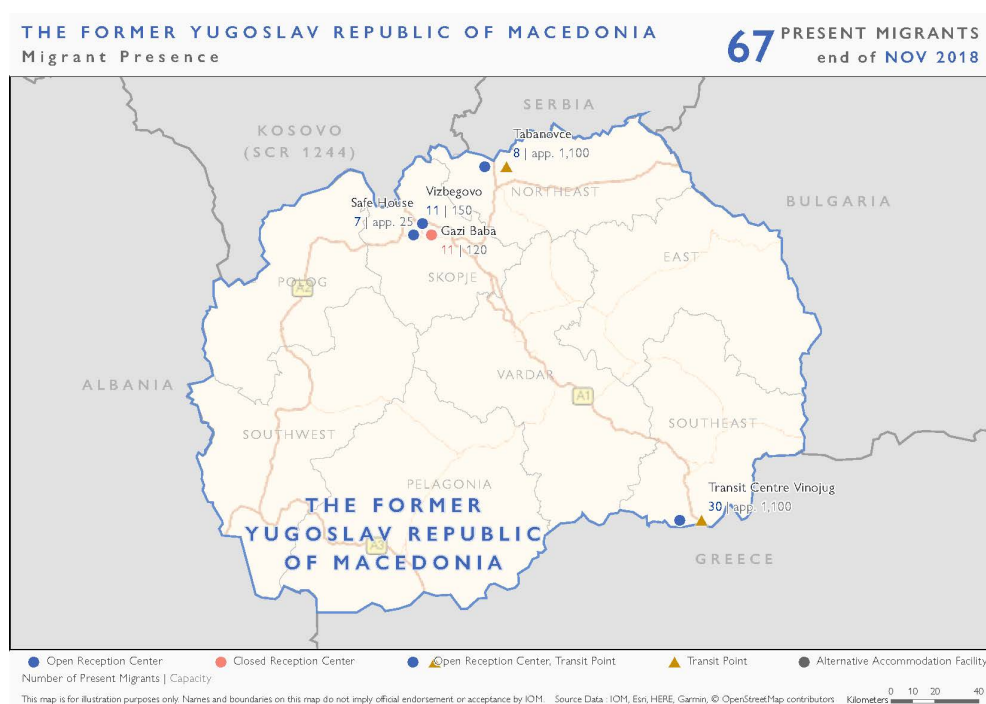 THE FORMER YUGOSLAV REPUBLIC OF MACEDONIA
Migrant Presence
67 PRESENT MIGRANTS
end of NOV 2018
SERBIA
KOSOVO
(SCR 1244)
Tabanovce
8 | app. 1,100
NORTHEAST
BULGARIA
Vizbegovo
11 | 150
Safe House
7 | app. 25
Gazi Baba
11 | 120
EAST
SKOPJE
POLOG
A2
VARDAR
ALBANIA
A1
SOUTHEAST
SOUTHWEST
PELAGONIA
Transit Centre Vinojug
30 | app. 1,100
THE FORMER
YUGOSLAV REPUBLIC
OF MACEDONIA
A3
GREECE
Open Reception Center
Closed Reception Center
Open Reception Center, Transit Point
Transit Point
Alternative Accommodation Facility
Number of Present Migrants | Capacity
This map is for illustration purposes only. Names and boundaries on this map do not imply official endorsement or acceptance by IOM. Source Data : IOM, Esri, HERE, Garmin, © OpenStreetMap contributors
Kilometers 0 10 20 40